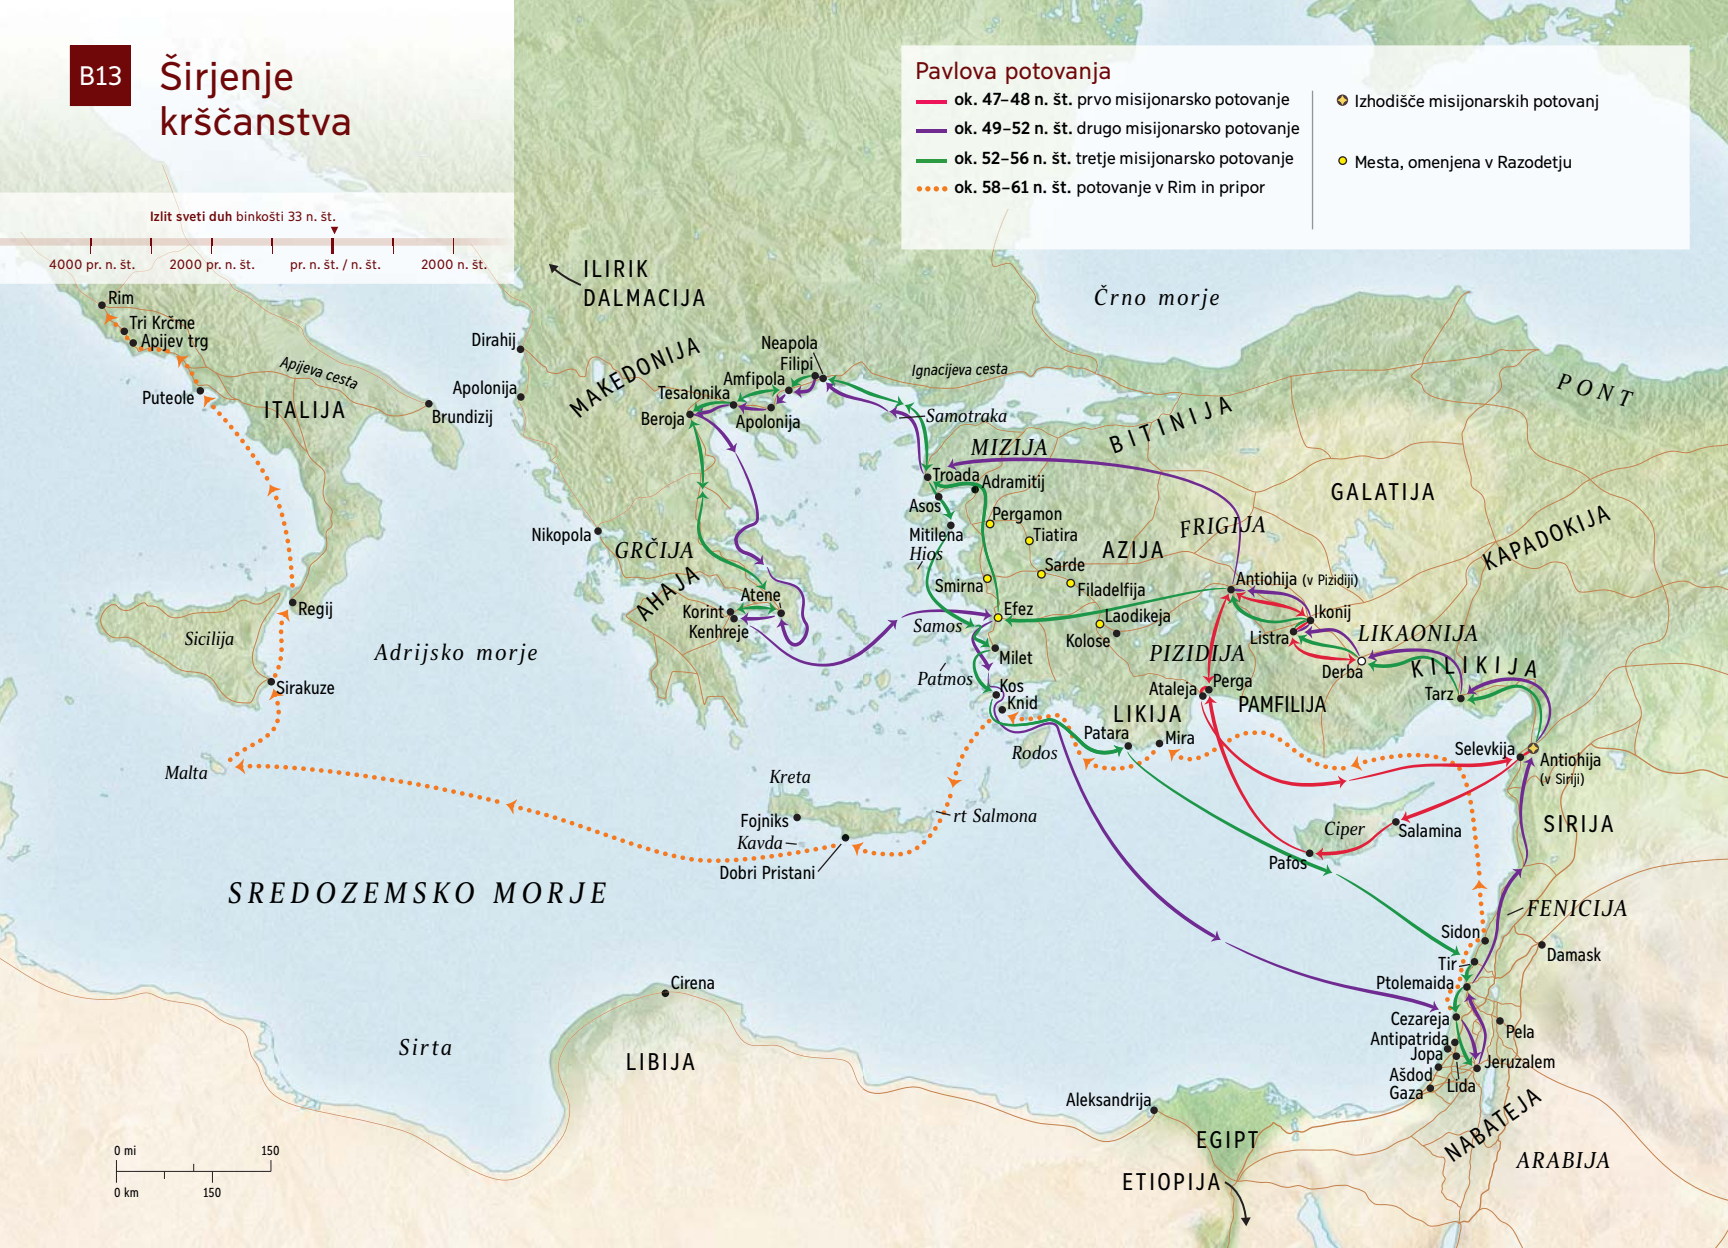 B13
Širjenje
krščanstva
Izlit sveti duh binkošti 33 n. št.
4000 pr. n. št.
2000 pr. n. št.
pr. n. št. / n. št.
2000 n. št.
Pavlova potovanja
ok. 47–48 n. št. prvo misijonarsko potovanje
ok. 49–52 n. št. drugo misijonarsko potovanje
ok. 52–56 n. št. tretje misijonarsko potovanje
ok. 58–61 n. št. potovanje v Rim in pripor
Izhodišče misijonarskih potovanj
Mesta, omenjena v Razodetju
ILIRIK
DALMACIJA
Črno morje
Rim
Tri Krčme
Apijev trg
Apijeva cesta
Puteole
ITALIJA
Brundizij
Dirahij
Apolonija
MAKEDONIJA
Neapola
Filipi
Amfipola
Tesalonika
Beroja
Apolonija
Ignacijeva cesta
Samotraka
PONT
BITINIJA
MIZIJA
Troada
Adramitij
Asos
Pergamon
Mitilena
Tiatira
Hios
AZIJA
FRIGIJA
GALATIJA
KAPADOKIJA
Nikopola
GRČIJA
AHAJA
Sarde
Smirna
Filadelfija
Antiohija (v Pizidiji)
Atene
Korint
Kenhreje
Efez
Samos
Laodikeja
Kolose
Ikonij
Listra
LIKAONIJA
Derba
KILIKIJA
PIZIDIJA
Milet
Patmos
Kos
Knid
Ataleja
Perga
PAMFILIJA
Tarz
LIKIJA
Patara
Mira
Rodos
Selevkija
Antiohija
(v Siriji)
Regij
Sicilija
Sirakuze
Adrijsko morje
Malta
Kreta
Fojniks
Kavda
Dobri Pristani
rt Salmona
Ciper
Salamina
Pafos
SIRIJA
SREDOZEMSKO MORJE
FENICIJA
Sidon
Damask
Tir
Ptolemaida
Cirena
Cezareja
Pela
Antipatrida
Jopa
Jeruzalem
Ašdod
Lida
Gaza
Sirta
LIBIJA
Aleksandrija
NABATEJA
EGIPT
ARABIJA
ETIOPIJA
0 mi
150
0 km
150